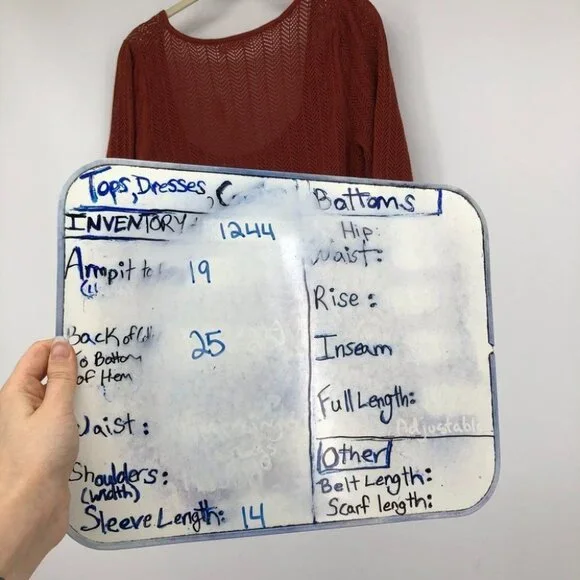 Tops, Dresses,
INVENTORY: 1244
Armpit to 19
Back of
To Bottom 25
of Hem
Waist:
Shoulders:
(width)
Sleeve Length: 14
Bottoms
Hip:
Waist:
Rise:
Inseam
Full Length:
Adjustable
Other
Belt Length:
Scarf length: